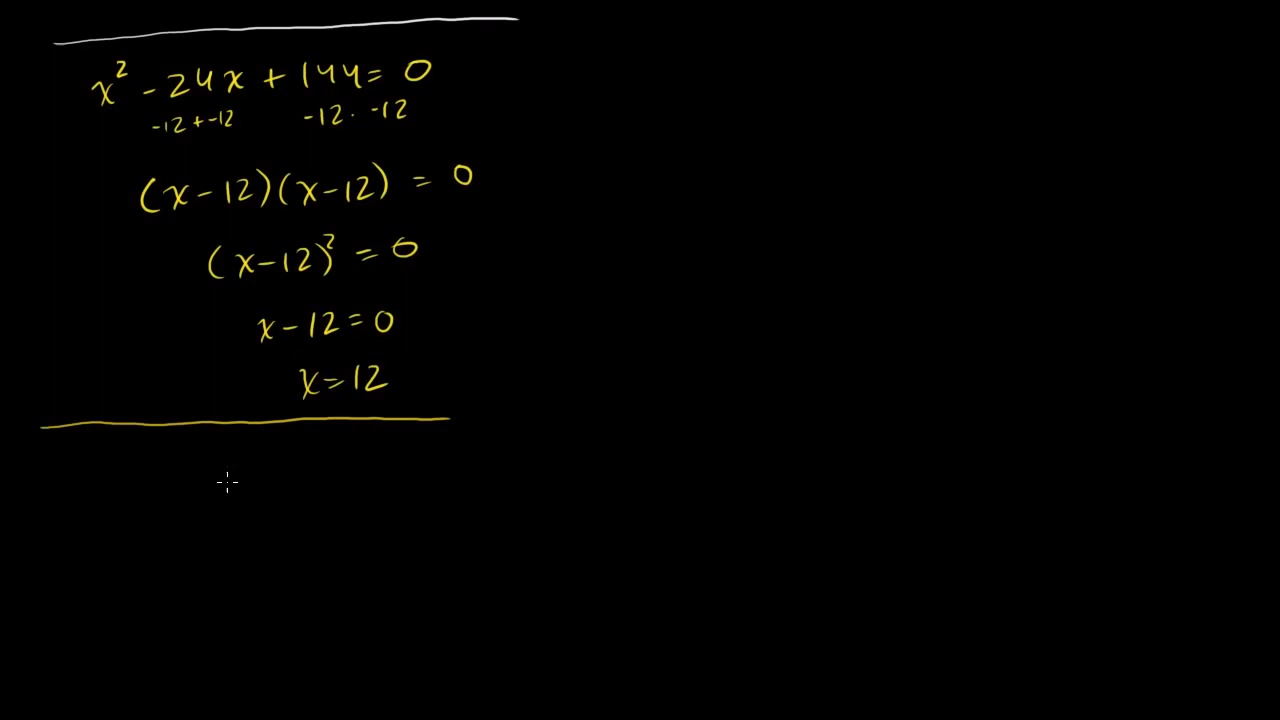 x² - 24x + 144 = 0
-12 + -12   -12 · -12
(x - 12)(x - 12) = 0
(x - 12)² = 0
x - 12 = 0
x = 12